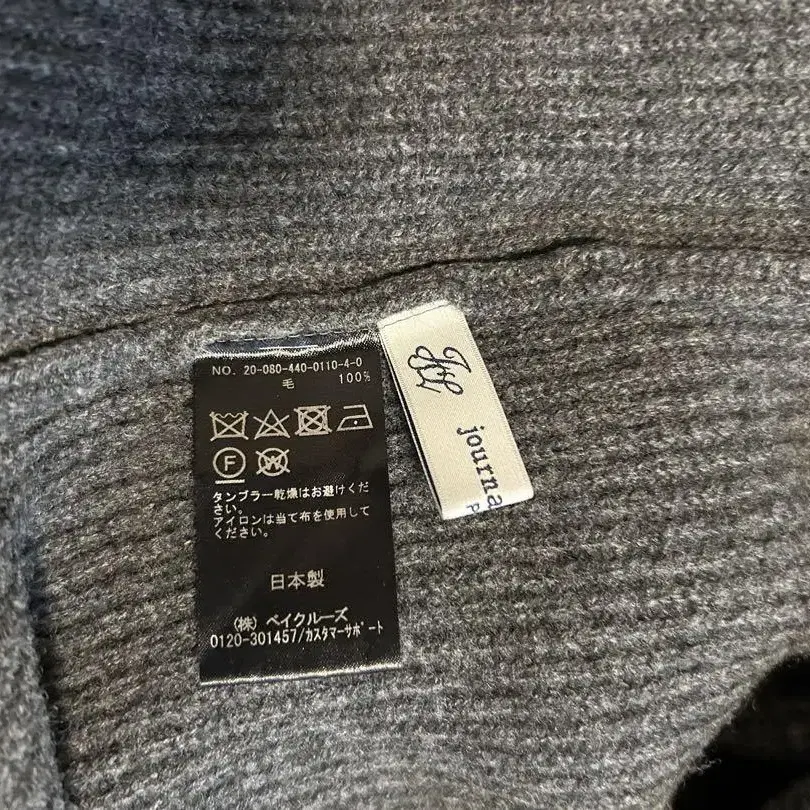 NO. 20-080-440-0110-4-0
毛 100%
F
W
タンブラー乾燥はお避けくだ
さい。
アイロンは当て布を使用して
ください。
日本製
(株) ベイクルーズ
0120-301457/カスタマーサポート
journa